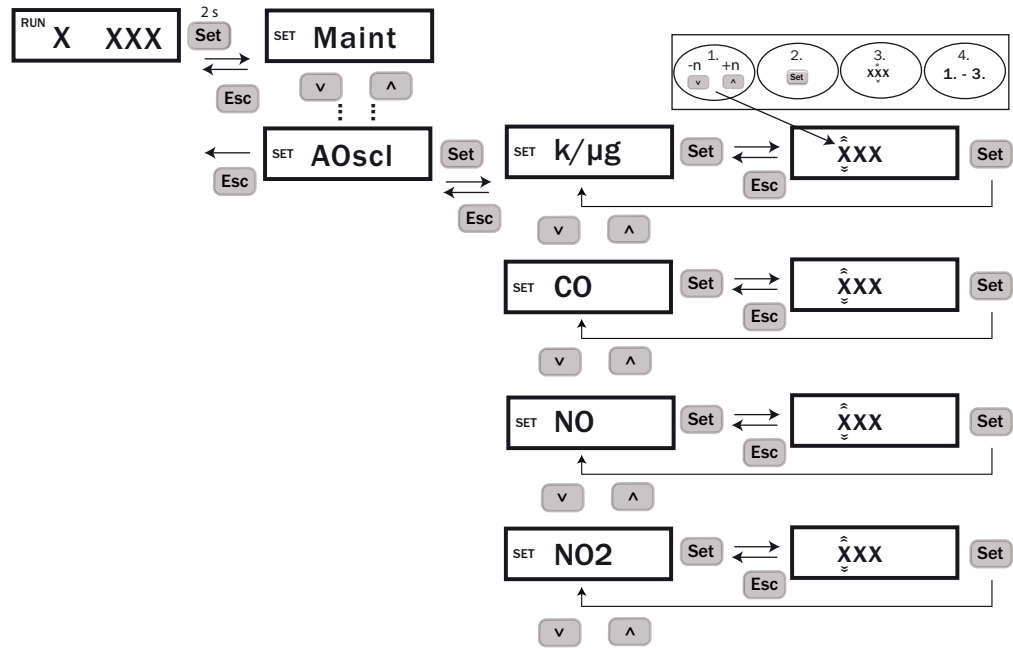 2 s
RUN X XXX Set SET Maint
Esc
v ^
1. 2. 3. 4.
-n +n Set xxx 1. - 3.
v ^
SET AOscl Set SET k/µg Set XXX Set
Esc Esc Esc
v ^
SET CO Set XXX Set
Esc
v ^
SET NO Set XXX Set
Esc
v ^
SET NO2 Set XXX Set
Esc
v ^